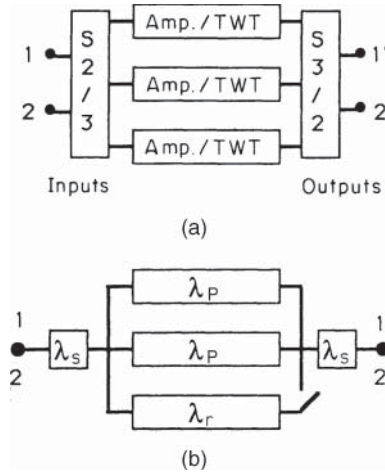 Amp./TWT
1 S 2 / 3 Amp./TWT S 3 / 2 1'
2 2'
Amp./TWT
Inputs Outputs
(a)
λP
1 λs λP λs 1
2 2
λr
(b)